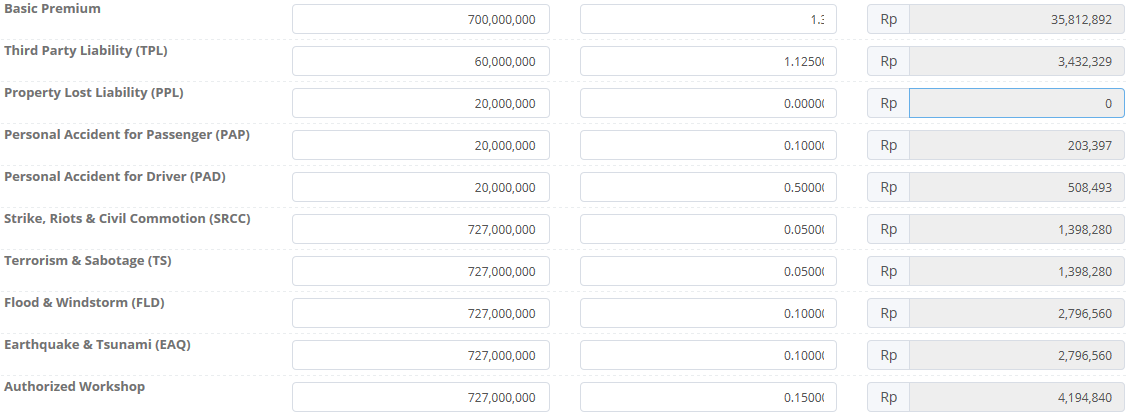 Basic Premium 700,000,000 1.3 Rp 35,812,892
Third Party Liability (TPL) 60,000,000 1.1250 Rp 3,432,329
Property Lost Liability (PPL) 20,000,000 0.0000 Rp 0
Personal Accident for Passenger (PAP) 20,000,000 0.1000 Rp 203,397
Personal Accident for Driver (PAD) 20,000,000 0.5000 Rp 508,493
Strike, Riots & Civil Commotion (SRCC) 727,000,000 0.0500 Rp 1,398,280
Terrorism & Sabotage (TS) 727,000,000 0.0500 Rp 1,398,280
Flood & Windstorm (FLD) 727,000,000 0.1000 Rp 2,796,560
Earthquake & Tsunami (EAQ) 727,000,000 0.1000 Rp 2,796,560
Authorized Workshop 727,000,000 0.1500 Rp 4,194,840